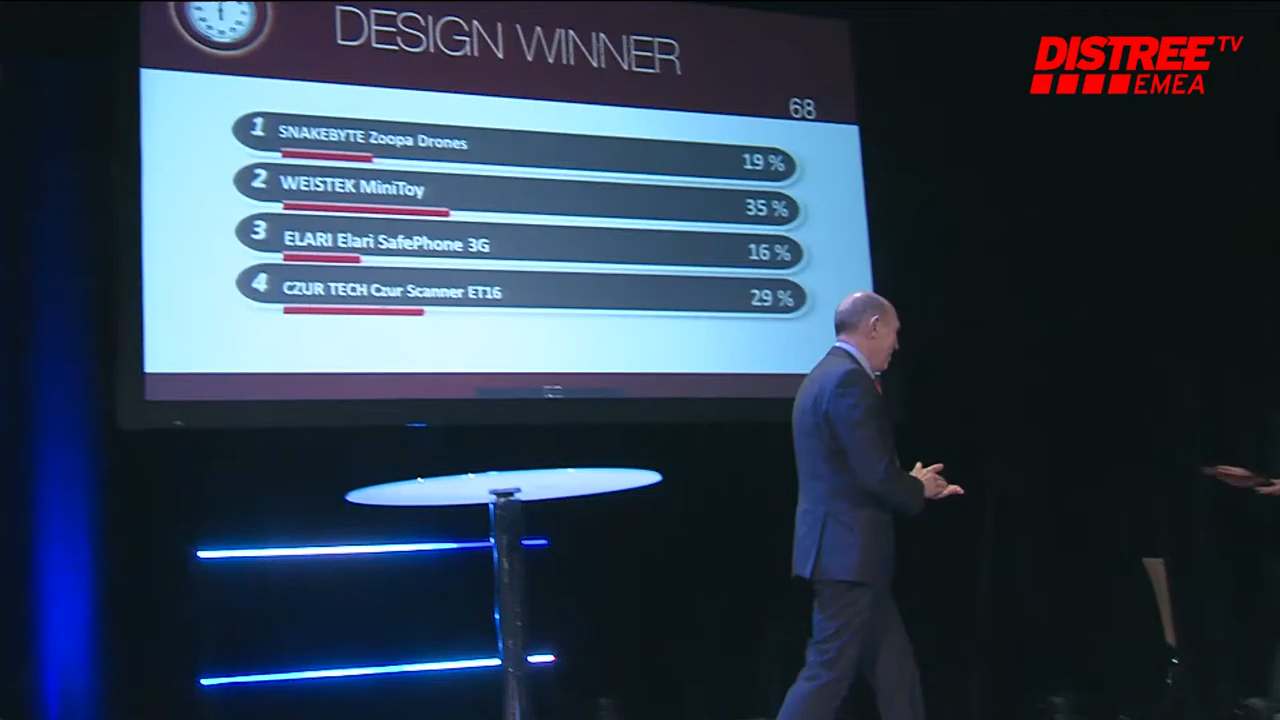 DESIGN WINNER
DISTREE TV
EMEA
68
1 SNAKEBYTE Zoopa Drones 19 %
2 WEISTEK MiniToy 35 %
3 ELARI Elari SafePhone 3G 16 %
4 CZUR TECH Czur Scanner ET16 29 %